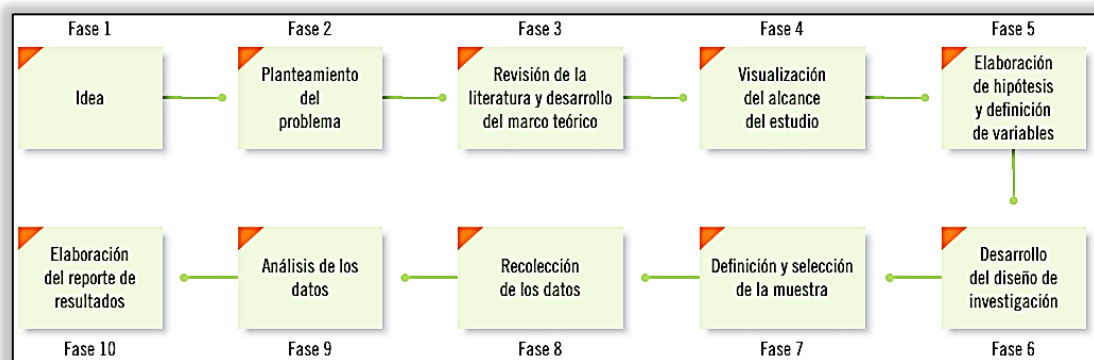 Fase 1
Idea
Fase 2
Planteamiento
del
problema
Fase 3
Revisión de la
literatura y desarrollo
del marco teórico
Fase 4
Visualización
del alcance
del estudio
Fase 5
Elaboración
de hipótesis
y definición
de variables
Desarrollo
del diseño de
investigación
Fase 6
Definición y selección
de la muestra
Fase 7
Recolección
de los datos
Fase 8
Análisis de los
datos
Fase 9
Elaboración
del reporte de
resultados
Fase 10